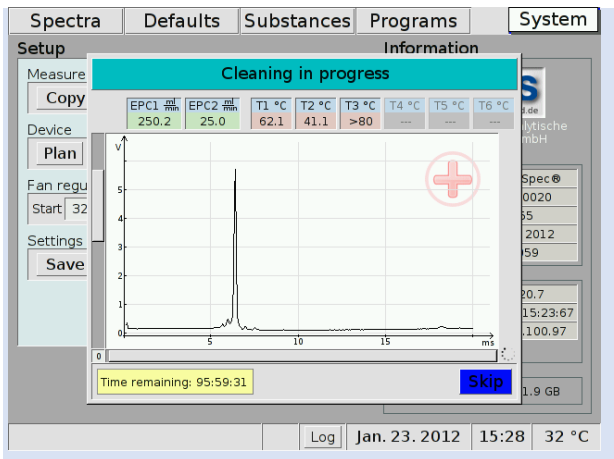 Spectra Defaults Substances Programs System
Setup Information
Cleaning in progress
Measure
Copy
EPC1 ml/min EPC2 ml/min T1 °C T2 °C T3 °C T4 °C T5 °C T6 °C
250.2 25.0 62.1 41.1 >80 --- --- ---
s
d.de
lytische
mbH
Device
Plan
V
Fan regu
Start 32
Settings
Save
5
4
3
2
1
0
5 10 15 ms
0
Spec®
0020
55
2012
59
20.7
15:23:67
.100.97
1.9 GB
Time remaining: 95:59:31 Skip
Log Jan. 23. 2012 15:28 32 °C